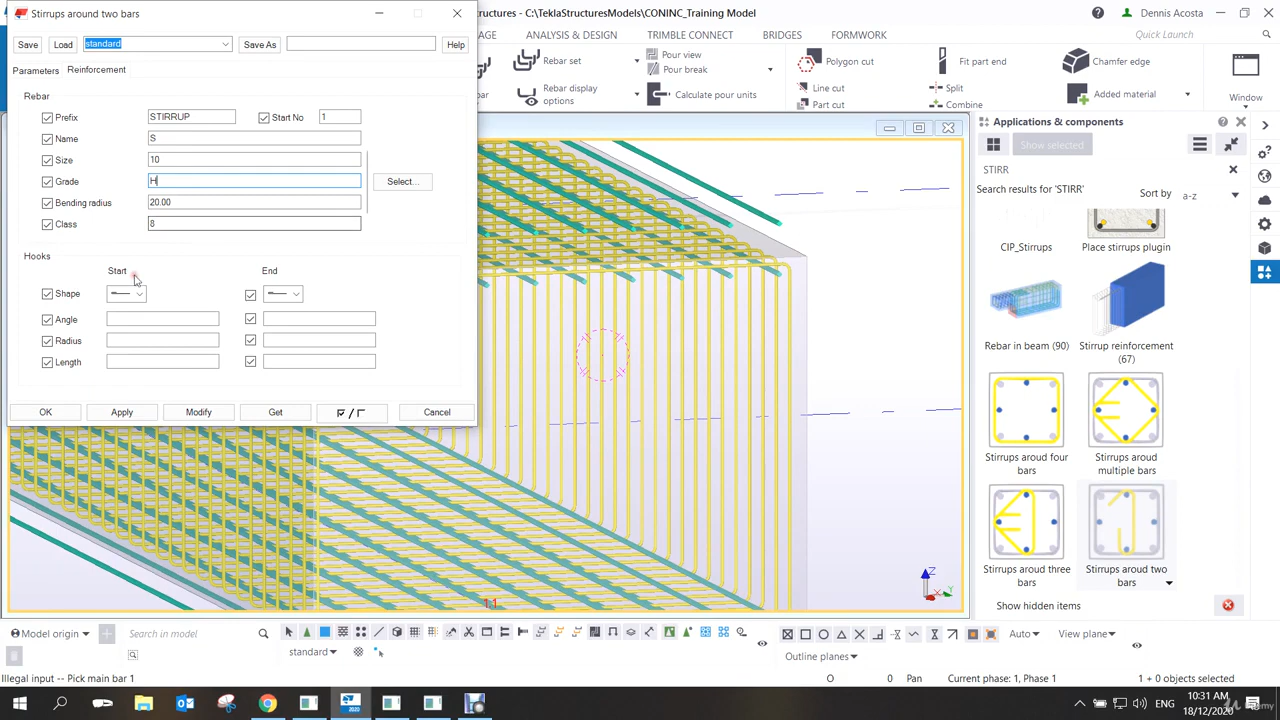 Stirrups around two bars
Save
Load
standard
Save As
Help
Parameters
Reinforcement
Rebar
Prefix
STIRRUP
Start No
1
Name
S
Size
10
Grade
H
Select...
Bending radius
20.00
Class
8
Hooks
Start
End
Shape
Angle
Radius
Length
OK
Apply
Modify
Get
Cancel
s - C:\TeklaStructuresModels\CONINC_Training Model
Dennis Acosta
AGE
ANALYSIS & DESIGN
TRIMBLE CONNECT
BRIDGES
FORMWORK
Quick Launch
Rebar set
Rebar display
options
Pour view
Pour break
Calculate pour units
Polygon cut
Line cut
Part cut
Fit part end
Split
Combine
Chamfer edge
Added material
Window
Applications & components
Show selected
STIRR
Search results for 'STIRR'
Sort by
a-z
CIP_Stirrups
Place stirrups plugin
Rebar in beam (90)
Stirrup reinforcement
(67)
Stirrups aroud four
bars
Stirrups aroud
multiple bars
Stirrups aroud three
bars
Stirrups aroud two
bars
Show hidden items
Z
1:1
Model origin
Search in model
standard
Auto
View plane
Outline planes
Illegal input -- Pick main bar 1
O
0
Pan
Current phase: 1, Phase 1
1 + 0 objects selected
2020
ENG
10:31 AM
18/12/2020
Udemy